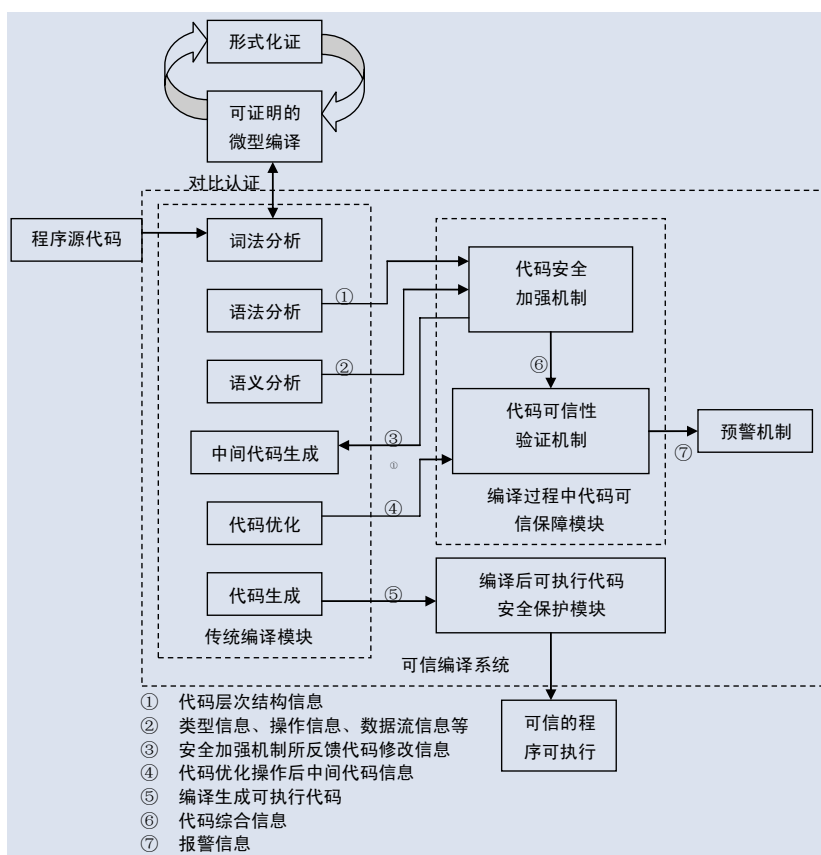 形式化证
可证明的
微型编译
对比认证
程序源代码
词法分析
代码安全
加强机制
语法分析
①
语义分析
②
⑥
代码可信性
验证机制
预警机制
⑦
中间代码生成
③
①
代码优化
④
编译过程中代码可
信保障模块
代码生成
⑤
编译后可执行代码
安全保护模块
传统编译模块
可信编译系统
可信的程
序可执行
① 代码层次结构信息
② 类型信息、操作信息、数据流信息等
③ 安全加强机制所反馈代码修改信息
④ 代码优化操作后中间代码信息
⑤ 编译生成可执行代码
⑥ 代码综合信息
⑦ 报警信息